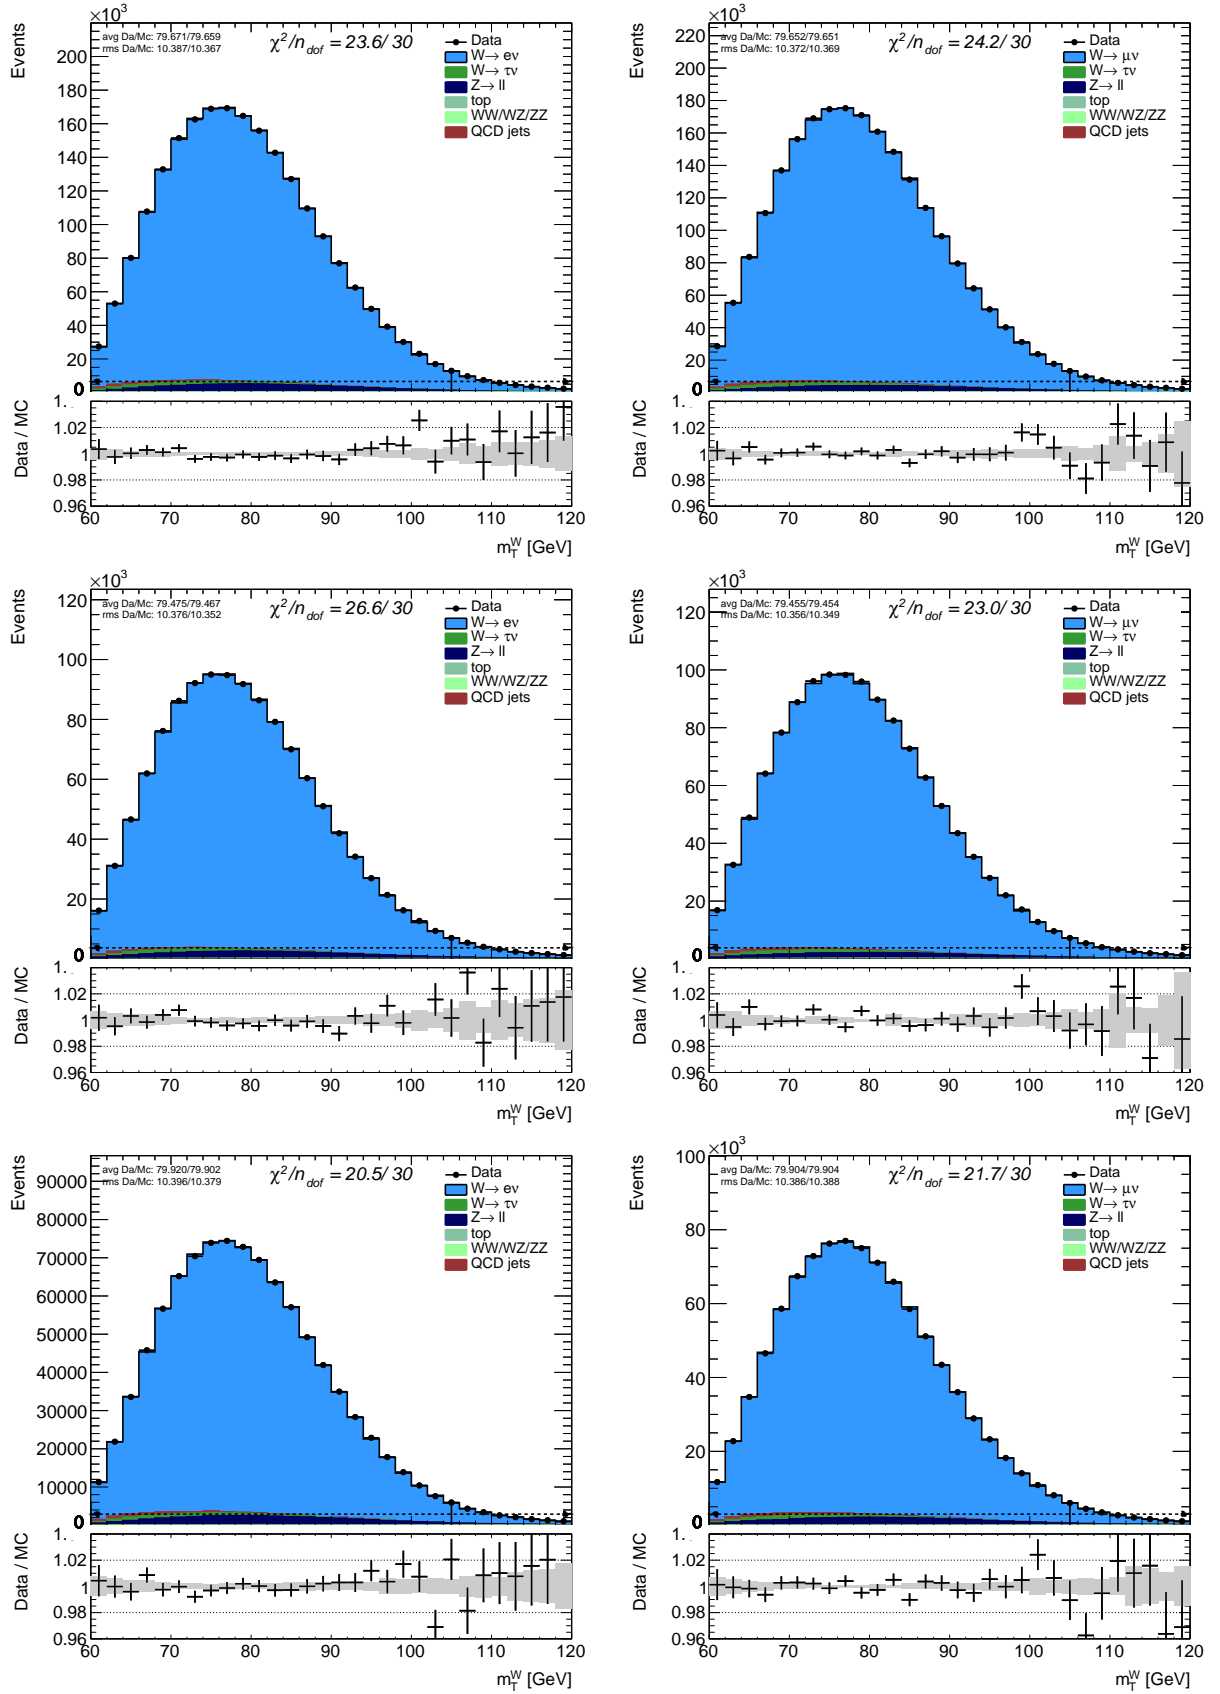 ×10³
Events
avg Da/Mc: 79.671/79.659
rms Da/Mc: 10.387/10.367
χ²/n_dof = 23.6/ 30
Data
W→ eν
W→ τν
Z→ ll
top
WW/WZ/ZZ
QCD jets
200
180
160
140
120
100
80
60
40
20
0
Data / MC
1.
1.02
1
0.98
0.96
60 70 80 90 100 110 120
m_T^W [GeV]
×10³
Events
avg Da/Mc: 79.652/79.651
rms Da/Mc: 10.372/10.369
χ²/n_dof = 24.2/ 30
Data
W→ μν
W→ τν
Z→ ll
top
WW/WZ/ZZ
QCD jets
220
200
180
160
140
120
100
80
60
40
20
0
Data / MC
1.
1.02
1
0.98
0.96
60 70 80 90 100 110 120
m_T^W [GeV]
×10³
Events
avg Da/Mc: 79.475/79.467
rms Da/Mc: 10.376/10.352
χ²/n_dof = 26.6/ 30
Data
W→ eν
W→ τν
Z→ ll
top
WW/WZ/ZZ
QCD jets
120
100
80
60
40
20
0
Data / MC
1.
1.02
1
0.98
0.96
60 70 80 90 100 110 120
m_T^W [GeV]
×10³
Events
avg Da/Mc: 79.455/79.454
rms Da/Mc: 10.356/10.349
χ²/n_dof = 23.0/ 30
Data
W→ μν
W→ τν
Z→ ll
top
WW/WZ/ZZ
QCD jets
120
100
80
60
40
20
0
Data / MC
1.
1.02
1
0.98
0.96
60 70 80 90 100 110 120
m_T^W [GeV]
Events
avg Da/Mc: 79.920/79.902
rms Da/Mc: 10.396/10.379
χ²/n_dof = 20.5/ 30
Data
W→ eν
W→ τν
Z→ ll
top
WW/WZ/ZZ
QCD jets
90000
80000
70000
60000
50000
40000
30000
20000
10000
0
Data / MC
1.
1.02
1
0.98
0.96
60 70 80 90 100 110 120
m_T^W [GeV]
×10³
Events
avg Da/Mc: 79.904/79.904
rms Da/Mc: 10.386/10.388
χ²/n_dof = 21.7/ 30
Data
W→ μν
W→ τν
Z→ ll
top
WW/WZ/ZZ
QCD jets
100
80
60
40
20
0
Data / MC
1.
1.02
1
0.98
0.96
60 70 80 90 100 110 120
m_T^W [GeV]